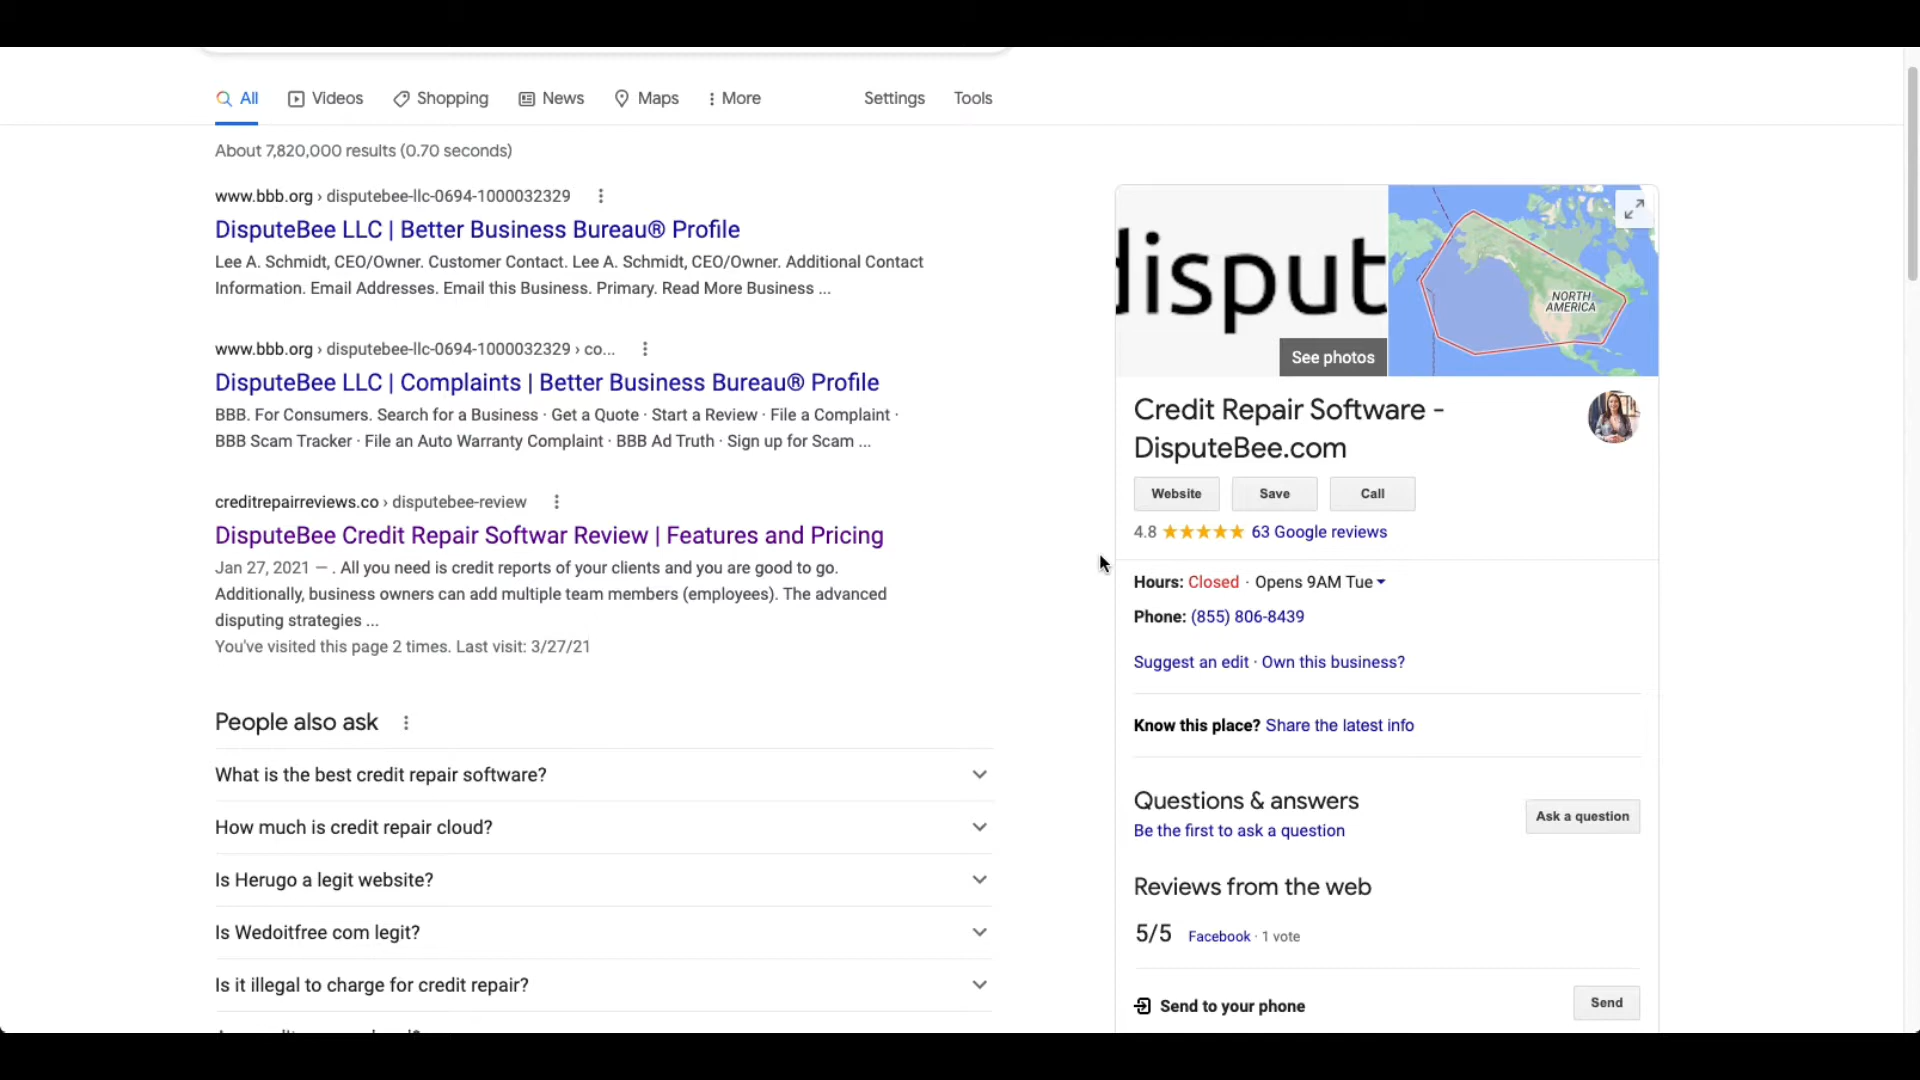 All
Videos
Shopping
News
Maps
More
Settings
Tools
About 7,820,000 results (0.70 seconds)
www.bbb.org › disputebee-llc-0694-1000032329
DisputeBee LLC | Better Business Bureau® Profile
Lee A. Schmidt, CEO/Owner. Customer Contact. Lee A. Schmidt, CEO/Owner. Additional Contact
Information. Email Addresses. Email this Business. Primary. Read More Business ...
www.bbb.org › disputebee-llc-0694-1000032329 › co...
DisputeBee LLC | Complaints | Better Business Bureau® Profile
BBB. For Consumers. Search for a Business · Get a Quote · Start a Review · File a Complaint ·
BBB Scam Tracker · File an Auto Warranty Complaint · BBB Ad Truth · Sign up for Scam ...
creditrepairreviews.co › disputebee-review
DisputeBee Credit Repair Softwar Review | Features and Pricing
Jan 27, 2021 — . All you need is credit reports of your clients and you are good to go.
Additionally, business owners can add multiple team members (employees). The advanced
disputing strategies ...
You've visited this page 2 times. Last visit: 3/27/21
People also ask
What is the best credit repair software?
How much is credit repair cloud?
Is Herugo a legit website?
Is Wedoitfree com legit?
Is it illegal to charge for credit repair?
disput
See photos
NORTH
AMERICA
Credit Repair Software -
DisputeBee.com
Website
Save
Call
4.8 ★★★★★ 63 Google reviews
Hours: Closed · Opens 9AM Tue
Phone: (855) 806-8439
Suggest an edit · Own this business?
Know this place? Share the latest info
Questions & answers
Be the first to ask a question
Ask a question
Reviews from the web
5/5 Facebook · 1 vote
Send to your phone
Send